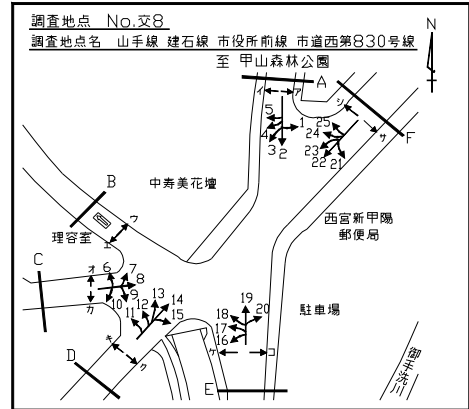 調査地点 No.交8
調査地点名 山手線 建石線 市役所前線 市道西第830号線
至 甲山森林公園
N
A
イ ア
シ
サ
F
5
4
3
2
1
25
24
23
22
21
B
中寿美花壇
ウ
エ
理容室
西宮新甲陽
郵便局
C
オ
カ
6
7
8
9
10
11
12
13
14
15
16
17
18
19
20
駐車場
D
キ
ク
ケ
コ
E
御手洗川